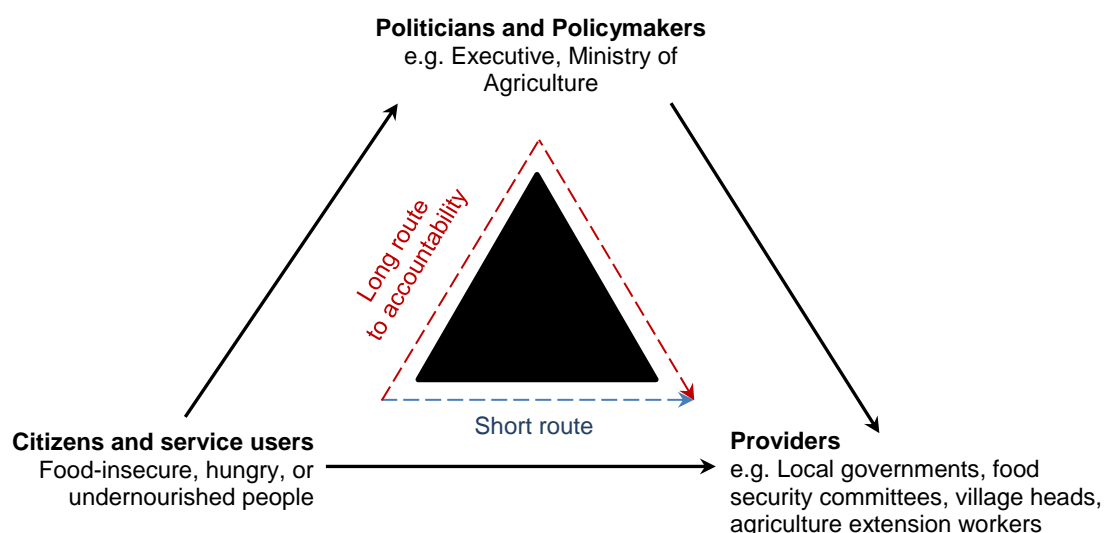 Politicians and Policymakers
e.g. Executive, Ministry of
Agriculture
Long route
to accountability
Short route
Citizens and service users
Food-insecure, hungry, or
undernourished people
Providers
e.g. Local governments, food
security committees, village heads,
agriculture extension workers